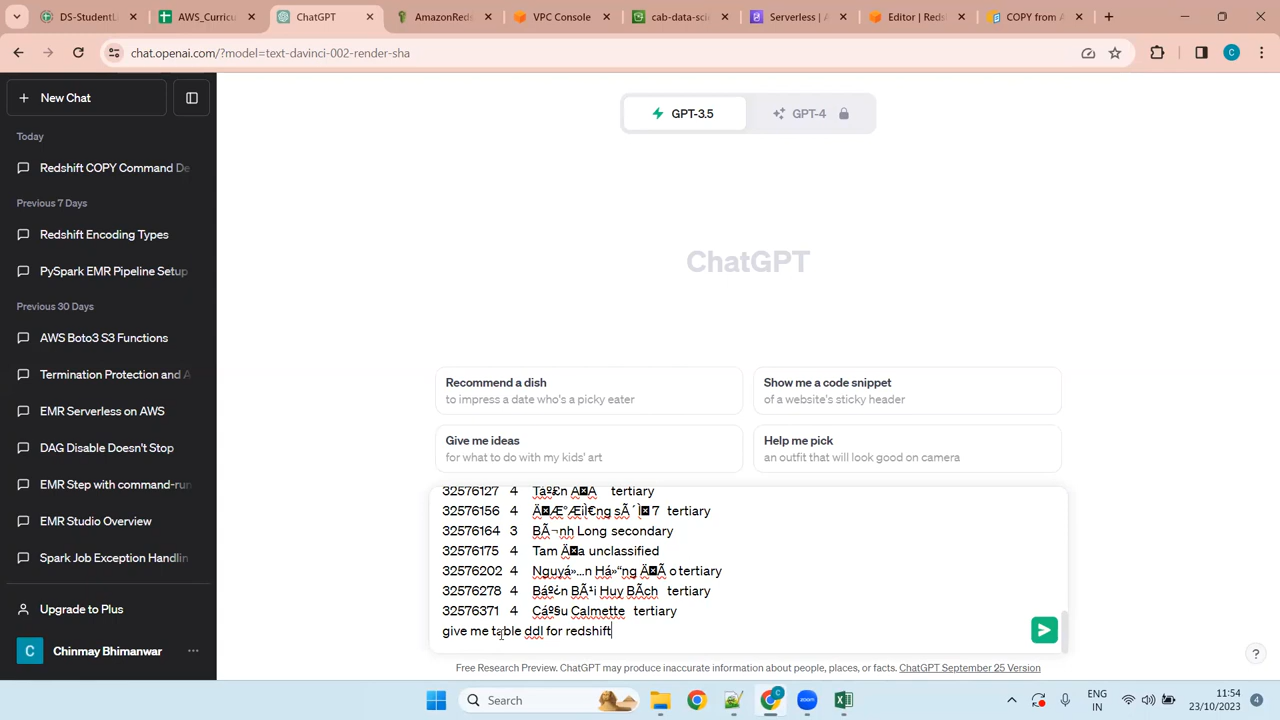 DS-StudentList
AWS_Curricu
ChatGPT
AmazonReds
VPC Console
cab-data-scie
Serverless | A
Editor | Reds
COPY from A
chat.openai.com/?model=text-davinci-002-render-sha
C
New Chat
Today
Redshift COPY Command De
Previous 7 Days
Redshift Encoding Types
PySpark EMR Pipeline Setup
Previous 30 Days
AWS Boto3 S3 Functions
Termination Protection and A
EMR Serverless on AWS
DAG Disable Doesn't Stop
EMR Step with command-run
EMR Studio Overview
Spark Job Exception Handlin
Upgrade to Plus
C Chinmay Bhimanwar
GPT-3.5 GPT-4
ChatGPT
Recommend a dish
to impress a date who's a picky eater
Show me a code snippet
of a website's sticky header
Give me ideas
for what to do with my kids' art
Help me pick
an outfit that will look good on camera
32576127 4 tertiary
32576156 4 7 tertiary
32576164 3 BÃ¬nh Long secondary
32576175 4 Tam unclassified
32576202 4 tertiary
32576278 4 Huy tertiary
32576371 4 Cáº§u Calmette tertiary
give me table ddl for redshift
Free Research Preview. ChatGPT may produce inaccurate information about people, places, or facts. ChatGPT September 25 Version
?
Search
ENG
IN
11:54
23/10/2023
4